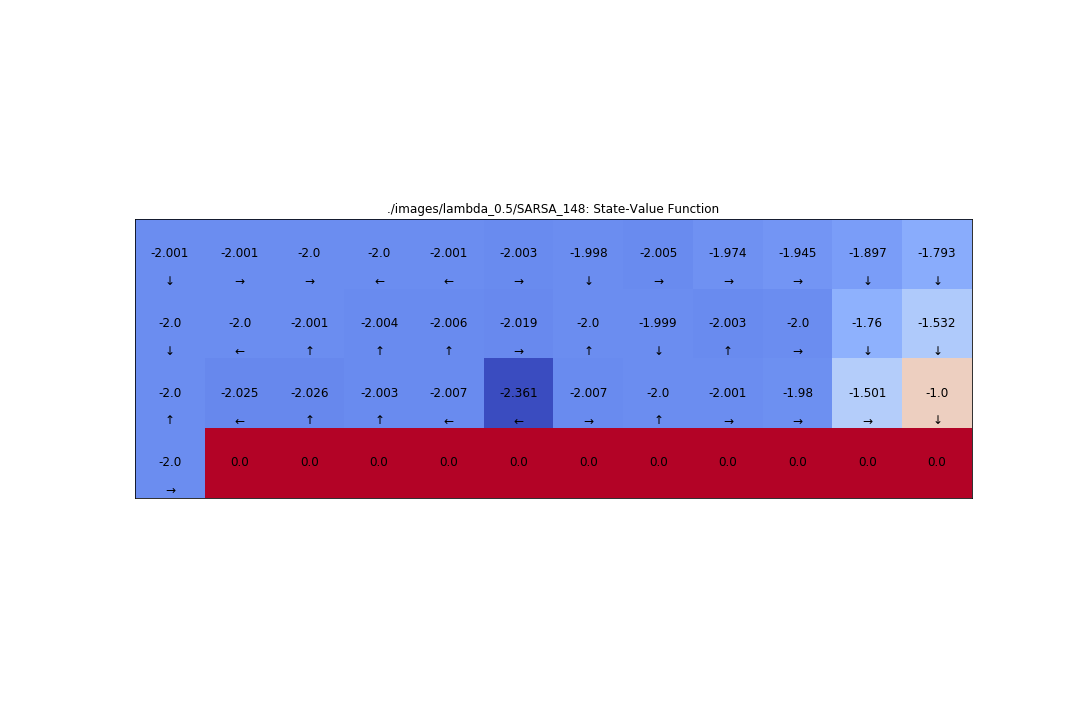 ./images/lambda_0.5/SARSA_148: State-Value Function
-2.001 -2.001 -2.0 -2.0 -2.001 -2.003 -1.998 -2.005 -1.974 -1.945 -1.897 -1.793
↓ → → ← ← → ↓ → → → ↓ ↓
-2.0 -2.0 -2.001 -2.004 -2.006 -2.019 -2.0 -1.999 -2.003 -2.0 -1.76 -1.532
↓ ← ↑ ↑ ↑ → ↑ ↓ ↑ → ↓ ↓
-2.0 -2.025 -2.026 -2.003 -2.007 -2.361 -2.007 -2.0 -2.001 -1.98 -1.501 -1.0
↑ ← ↑ ↑ ← ← → ↑ → → → ↓
-2.0 0.0 0.0 0.0 0.0 0.0 0.0 0.0 0.0 0.0 0.0 0.0
→